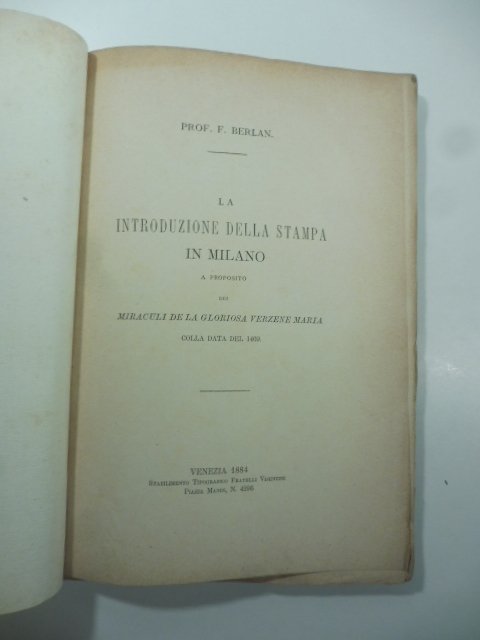 PROF. F. BERLAN.
LA
INTRODUZIONE DELLA STAMPA
IN MILANO
A PROPOSITO
DEI
MIRACULI DE LA GLORIOSA VERZENE MARIA
COLLA DATA DEL 1469
VENEZIA 1884
STABILIMENTO TIPOGRAFICO FRATELLI VISENTINI
PIAZZA MANIN, N. 4296